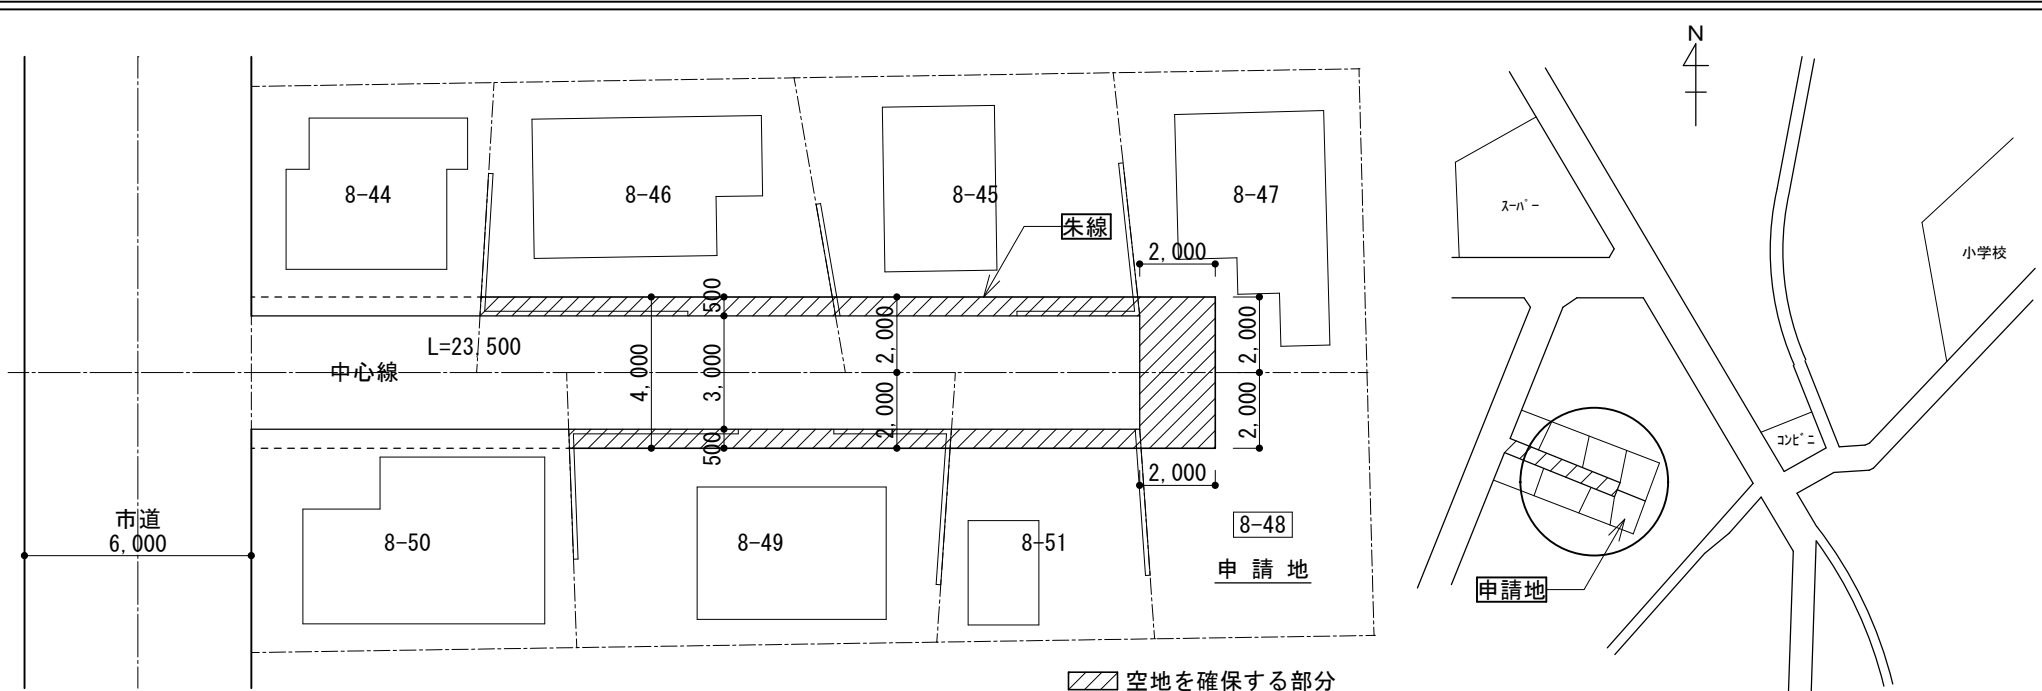 8-44
8-46
8-45
8-47
朱線
2,000
500
2,000
2,000
L=23,500
中心線
4,000
3,000
2,000
2,000
500
2,000
市道
6,000
8-50
8-49
8-51
8-48
申請地
空地を確保する部分
N
スーパー
小学校
コンビニ
申請地